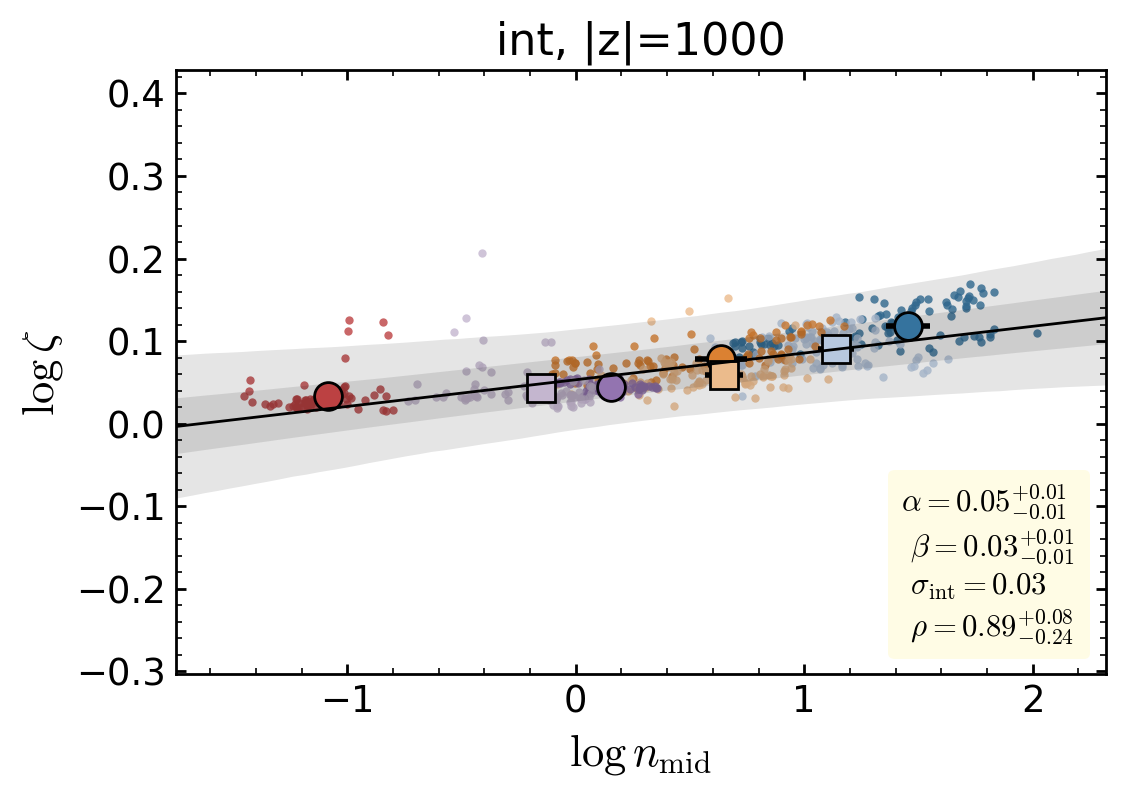 int, |z|=1000
log ζ
0.4
0.3
0.2
0.1
0.0
−0.1
−0.2
−0.3
α = 0.05 +0.01 −0.01
β = 0.03 +0.01 −0.01
σint = 0.03
ρ = 0.89 +0.08 −0.24
−1 0 1 2
log nmid